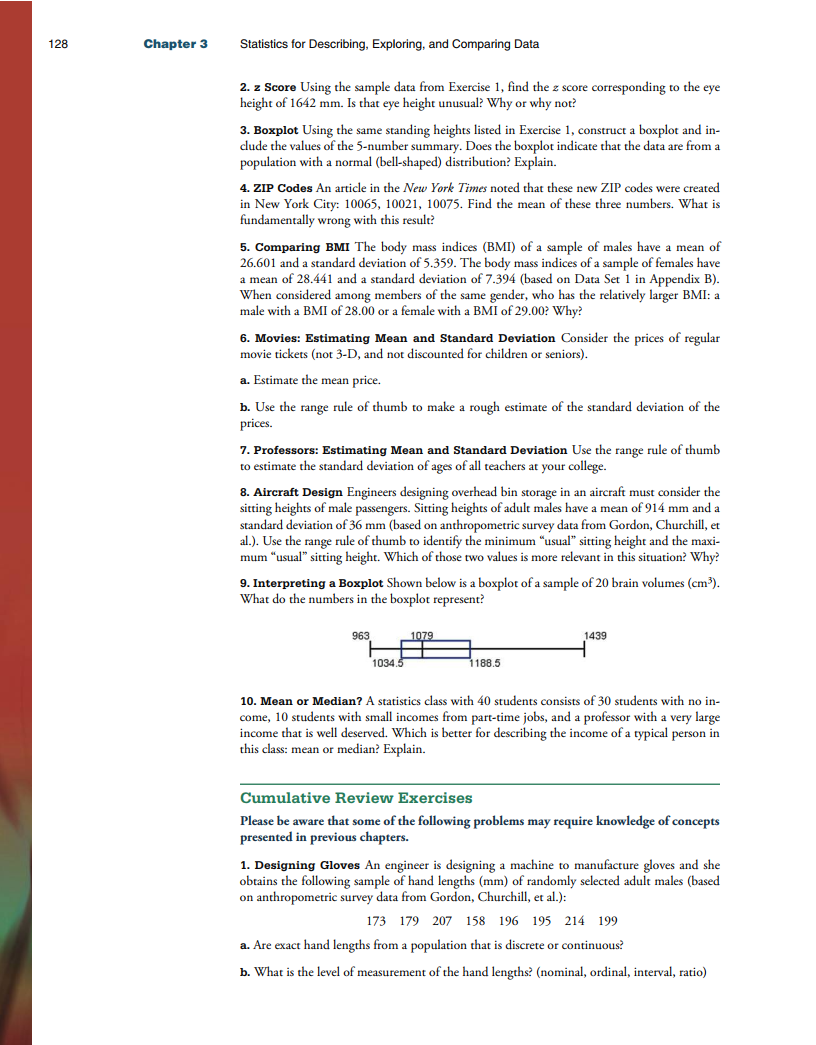 128 Chapter 3 Statistics for Describing, Exploring, and Comparing Data
2. z Score Using the sample data from Exercise 1, find the z score corresponding to the eye
height of 1642 mm. Is that eye height unusual? Why or why not?
3. Boxplot Using the same standing heights listed in Exercise 1, construct a boxplot and in-
clude the values of the 5-number summary. Does the boxplot indicate that the data are from a
population with a normal (bell-shaped) distribution? Explain.
4. ZIP Codes An article in the New York Times noted that these new ZIP codes were created
in New York City: 10065, 10021, 10075. Find the mean of these three numbers. What is
fundamentally wrong with this result?
5. Comparing BMI The body mass indices (BMI) of a sample of males have a mean of
26.601 and a standard deviation of 5.359. The body mass indices of a sample of females have
a mean of 28.441 and a standard deviation of 7.394 (based on Data Set 1 in Appendix B).
When considered among members of the same gender, who has the relatively larger BMI: a
male with a BMI of 28.00 or a female with a BMI of 29.00? Why?
6. Movies: Estimating Mean and Standard Deviation Consider the prices of regular
movie tickets (not 3-D, and not discounted for children or seniors).
a. Estimate the mean price.
b. Use the range rule of thumb to make a rough estimate of the standard deviation of the
prices.
7. Professors: Estimating Mean and Standard Deviation Use the range rule of thumb
to estimate the standard deviation of ages of all teachers at your college.
8. Aircraft Design Engineers designing overhead bin storage in an aircraft must consider the
sitting heights of male passengers. Sitting heights of adult males have a mean of 914 mm and a
standard deviation of 36 mm (based on anthropometric survey data from Gordon, Churchill, et
al.). Use the range rule of thumb to identify the minimum “usual” sitting height and the maxi-
mum “usual” sitting height. Which of those two values is more relevant in this situation? Why?
9. Interpreting a Boxplot Shown below is a boxplot of a sample of 20 brain volumes (cm³).
What do the numbers in the boxplot represent?
963 1079 1439
1034.5 1188.5
10. Mean or Median? A statistics class with 40 students consists of 30 students with no in-
come, 10 students with small incomes from part-time jobs, and a professor with a very large
income that is well deserved. Which is better for describing the income of a typical person in
this class: mean or median? Explain.
Cumulative Review Exercises
Please be aware that some of the following problems may require knowledge of concepts
presented in previous chapters.
1. Designing Gloves An engineer is designing a machine to manufacture gloves and she
obtains the following sample of hand lengths (mm) of randomly selected adult males (based
on anthropometric survey data from Gordon, Churchill, et al.):
173 179 207 158 196 195 214 199
a. Are exact hand lengths from a population that is discrete or continuous?
b. What is the level of measurement of the hand lengths? (nominal, ordinal, interval, ratio)